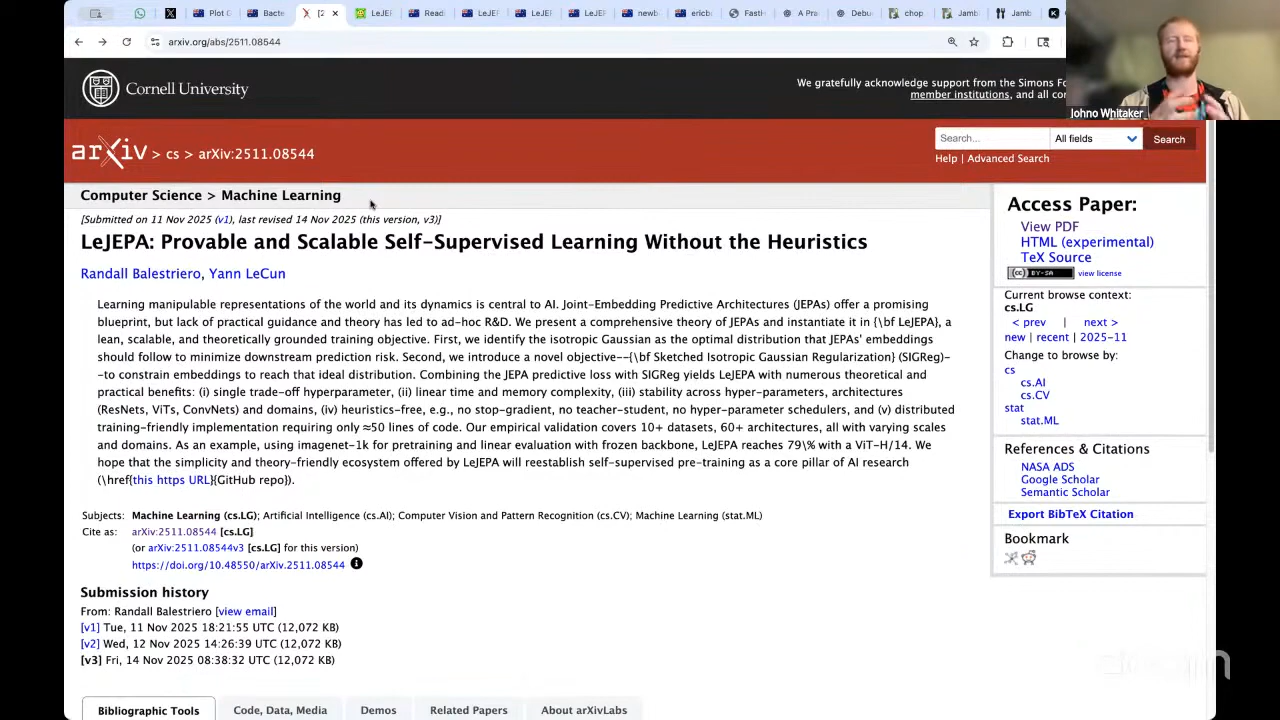 Plot G
Bacte
[2
LeJEF
Readi
LeJEF
LeJEF
LeJEF
newb
ericb
Fastin
A Pra
Debu
chop
Jamb
Jamb
arxiv.org/abs/2511.08544
Johno Whitaker
Cornell University
We gratefully acknowledge support from the Simons Fo
member institutions, and all co
arXiv > cs > arXiv:2511.08544
Search...
All fields
Search
Help | Advanced Search
Computer Science > Machine Learning
[Submitted on 11 Nov 2025 (v1), last revised 14 Nov 2025 (this version, v3)]
LeJEPA: Provable and Scalable Self-Supervised Learning Without the Heuristics
Randall Balestriero, Yann LeCun
Learning manipulable representations of the world and its dynamics is central to AI. Joint-Embedding Predictive Architectures (JEPAs) offer a promising
blueprint, but lack of practical guidance and theory has led to ad-hoc R&D. We present a comprehensive theory of JEPAs and instantiate it in {\bf LeJEPA}, a
lean, scalable, and theoretically grounded training objective. First, we identify the isotropic Gaussian as the optimal distribution that JEPAs' embeddings
should follow to minimize downstream prediction risk. Second, we introduce a novel objective--{\bf Sketched Isotropic Gaussian Regularization} (SIGReg)-
-to constrain embeddings to reach that ideal distribution. Combining the JEPA predictive loss with SIGReg yields LeJEPA with numerous theoretical and
practical benefits: (i) single trade-off hyperparameter, (ii) linear time and memory complexity, (iii) stability across hyper-parameters, architectures
(ResNets, ViTs, ConvNets) and domains, (iv) heuristics-free, e.g., no stop-gradient, no teacher-student, no hyper-parameter schedulers, and (v) distributed
training-friendly implementation requiring only ≈50 lines of code. Our empirical validation covers 10+ datasets, 60+ architectures, all with varying scales
and domains. As an example, using imagenet-1k for pretraining and linear evaluation with frozen backbone, LeJEPA reaches 79\% with a ViT-H/14. We
hope that the simplicity and theory-friendly ecosystem offered by LeJEPA will reestablish self-supervised pre-training as a core pillar of AI research
(\href{this https URL}{GitHub repo}).
Subjects: Machine Learning (cs.LG); Artificial Intelligence (cs.AI); Computer Vision and Pattern Recognition (cs.CV); Machine Learning (stat.ML)
Cite as: arXiv:2511.08544 [cs.LG]
(or arXiv:2511.08544v3 [cs.LG] for this version)
https://doi.org/10.48550/arXiv.2511.08544
Submission history
From: Randall Balestriero [view email]
[v1] Tue, 11 Nov 2025 18:21:55 UTC (12,072 KB)
[v2] Wed, 12 Nov 2025 14:26:39 UTC (12,072 KB)
[v3] Fri, 14 Nov 2025 08:38:32 UTC (12,072 KB)
Bibliographic Tools
Code, Data, Media
Demos
Related Papers
About arXivLabs
Access Paper:
View PDF
HTML (experimental)
TeX Source
(cc) BY-SA view license
Current browse context:
cs.LG
< prev | next >
new | recent | 2025-11
Change to browse by:
cs
cs.AI
cs.CV
stat
stat.ML
References & Citations
NASA ADS
Google Scholar
Semantic Scholar
Export BibTeX Citation
Bookmark